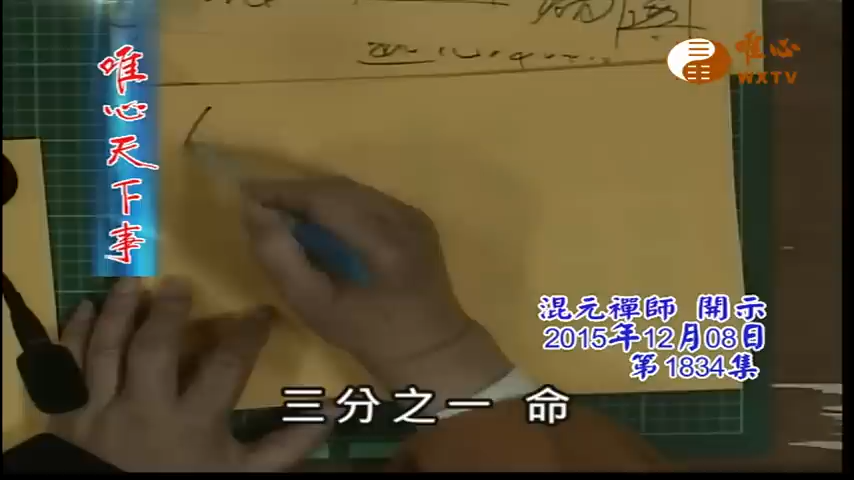 唯心
WXTV
唯心天下事
混元禪師 開示
2015年12月08日
第1834集
三分之一 命